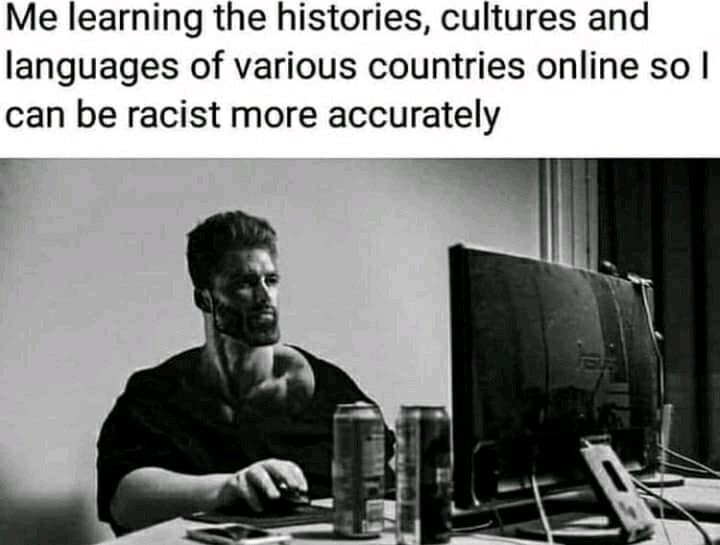 Me learning the histories, cultures and
languages of various countries online so I
can be racist more accurately